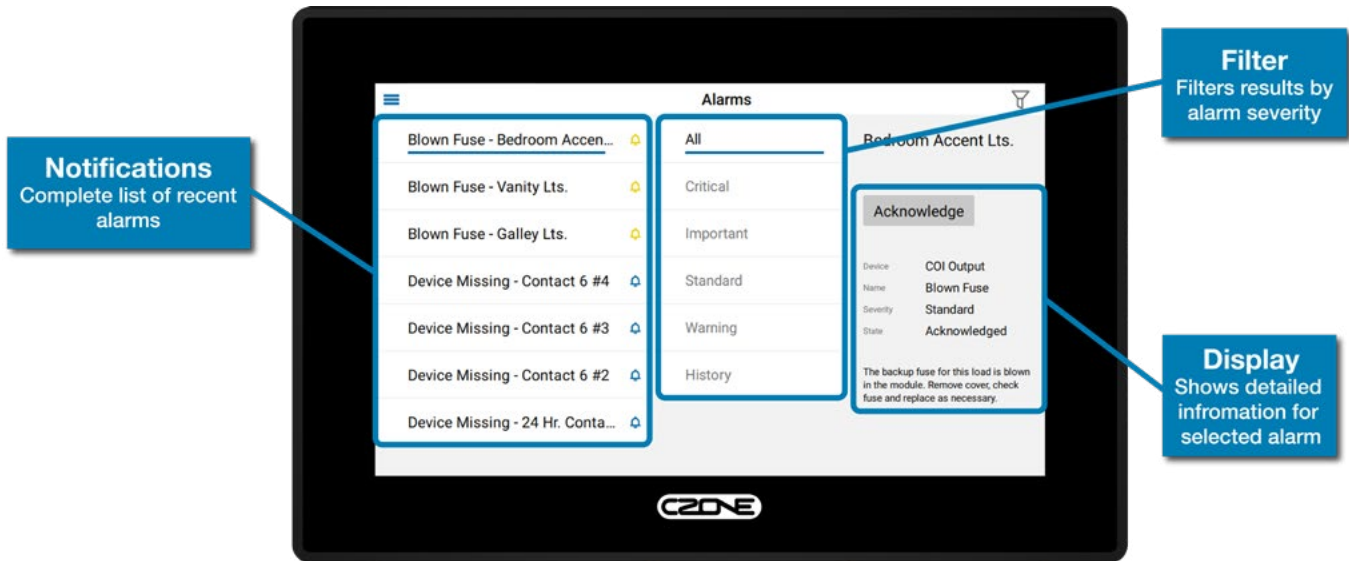 Notifications
Complete list of recent
alarms
Alarms
Blown Fuse - Bedroom Accen...
Blown Fuse - Vanity Lts.
Blown Fuse - Galley Lts.
Device Missing - Contact 6 #4
Device Missing - Contact 6 #3
Device Missing - Contact 6 #2
Device Missing - 24 Hr. Conta...
All
Critical
Important
Standard
Warning
History
Bedroom Accent Lts.
Acknowledge
Device COI Output
Name Blown Fuse
Severity Standard
State Acknowledged
The backup fuse for this load is blown
in the module. Remove cover, check
fuse and replace as necessary.
Filter
Filters results by
alarm severity
Display
Shows detailed
infromation for
selected alarm
CZONE